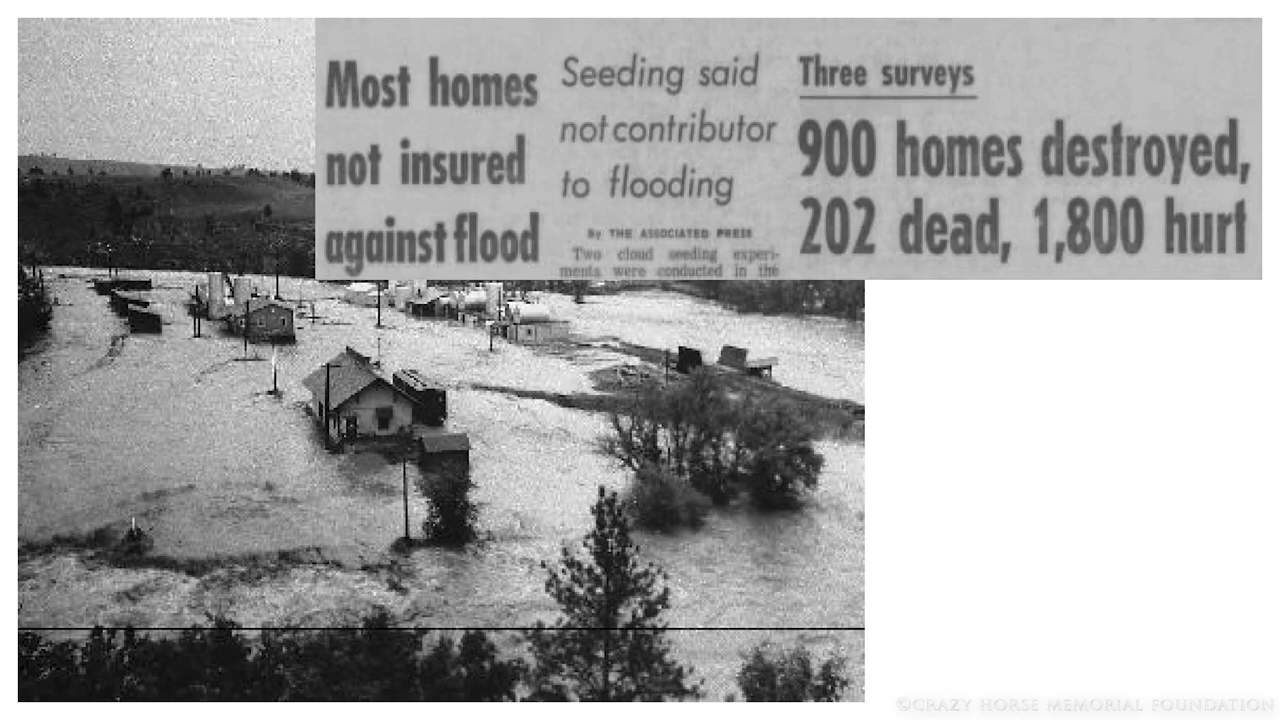 Most homes
not insured
against flood
Seeding said
not contributor
to flooding
By THE ASSOCIATED PRESS
Two cloud seeding experi-
ments were conducted in the
Three surveys
900 homes destroyed,
202 dead, 1,800 hurt
©CRAZY HORSE MEMORIAL FOUNDATION